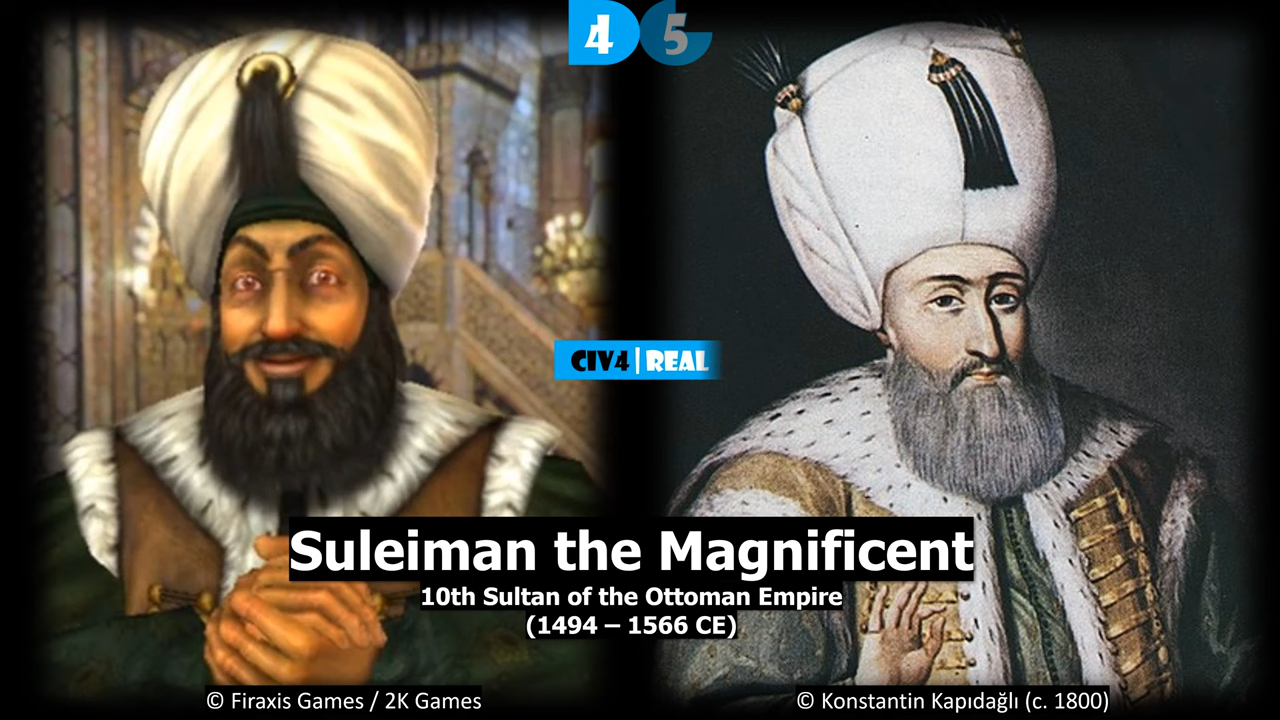 4 5
CIV4|REAL
Suleiman the Magnificent
10th Sultan of the Ottoman Empire
(1494 – 1566 CE)
© Firaxis Games / 2K Games
© Konstantin Kapıdağlı (c. 1800)